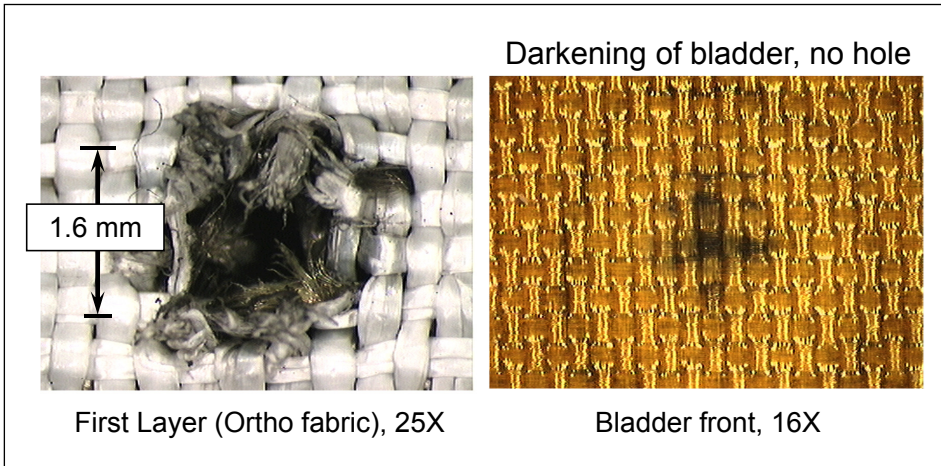 Darkening of bladder, no hole
1.6 mm
First Layer (Ortho fabric), 25X
Bladder front, 16X